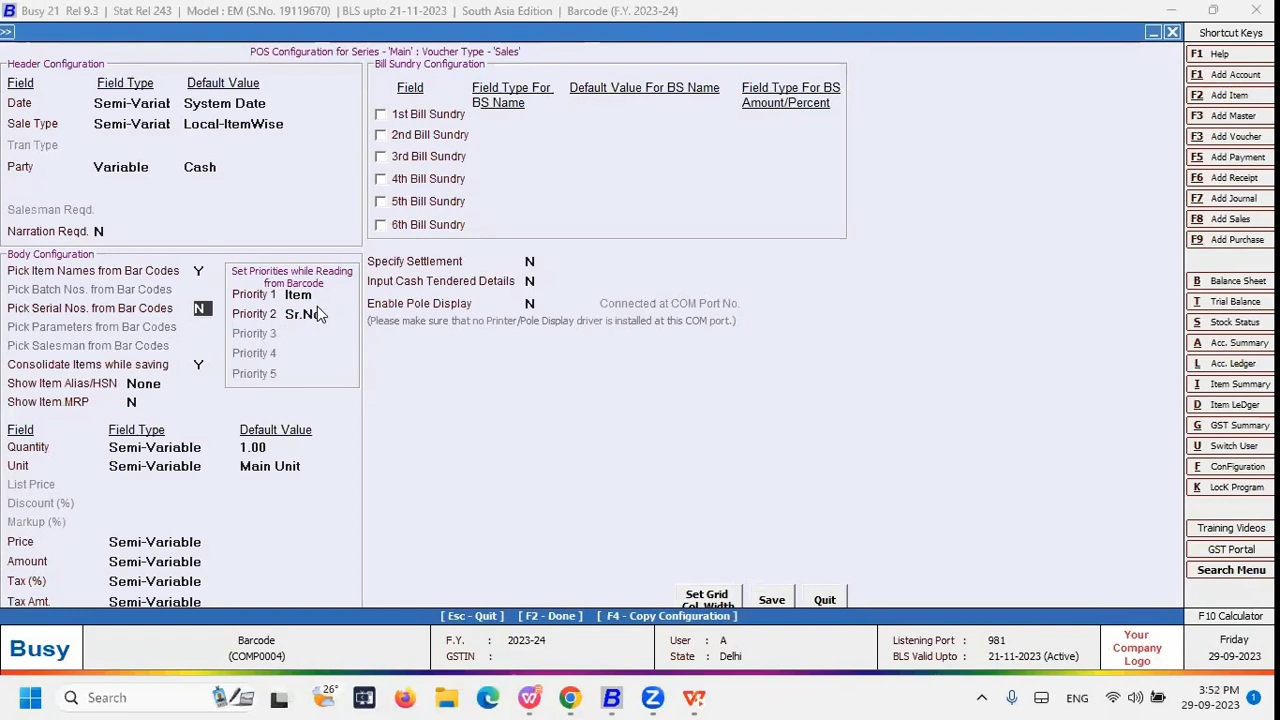 Busy 21 Rel 9.3 | Stat Rel 243 | Model : EM (S.No. 19119670) | BLS upto 21-11-2023 | South Asia Edition | Barcode (F.Y. 2023-24)
>>
POS Configuration for Series - 'Main' : Voucher Type - 'Sales'
Header Configuration
Field Field Type Default Value
Date Semi-Variab System Date
Sale Type Semi-Variab Local-ItemWise
Tran Type
Party Variable Cash
Salesman Reqd.
Narration Reqd. N
Body Configuration
Pick Item Names from Bar Codes Y
Pick Batch Nos. from Bar Codes
Pick Serial Nos. from Bar Codes N
Pick Parameters from Bar Codes
Pick Salesman from Bar Codes
Consolidate Items while saving Y
Show Item Alias/HSN None
Show Item MRP N
Set Priorities while Reading
from Barcode
Priority 1 Item
Priority 2 Sr.No
Priority 3
Priority 4
Priority 5
Field Field Type Default Value
Quantity Semi-Variable 1.00
Unit Semi-Variable Main Unit
List Price
Discount (%)
Markup (%)
Price Semi-Variable
Amount Semi-Variable
Tax (%) Semi-Variable
Tax Amt. Semi-Variable
Bill Sundry Configuration
Field Field Type For Default Value For BS Name Field Type For BS
BS Name Amount/Percent
1st Bill Sundry
2nd Bill Sundry
3rd Bill Sundry
4th Bill Sundry
5th Bill Sundry
6th Bill Sundry
Specify Settlement N
Input Cash Tendered Details N
Enable Pole Display N Connected at COM Port No.
(Please make sure that no Printer/Pole Display driver is installed at this COM port.)
Set Grid
Col. Width
Save
Quit
[ Esc - Quit ] [ F2 - Done ] [ F4 - Copy Configuration ]
Shortcut Keys
F1 Help
F1 Add Account
F2 Add Item
F3 Add Master
F3 Add Voucher
F5 Add Payment
F6 Add Receipt
F7 Add Journal
F8 Add Sales
F9 Add Purchase
B Balance Sheet
T Trial Balance
S Stock Status
A Acc. Summary
L Acc. Ledger
I Item Summary
D Item LeDger
G GST Summary
U Switch User
F ConFiguration
K LocK Program
Training Videos
GST Portal
Search Menu
F10 Calculator
Busy
Barcode
(COMP0004)
F.Y. : 2023-24
GSTIN :
User : A
State : Delhi
Listening Port : 981
BLS Valid Upto : 21-11-2023 (Active)
Your
Company
Logo
Friday
29-09-2023
Search
26°
ENG
3:52 PM
29-09-2023
1